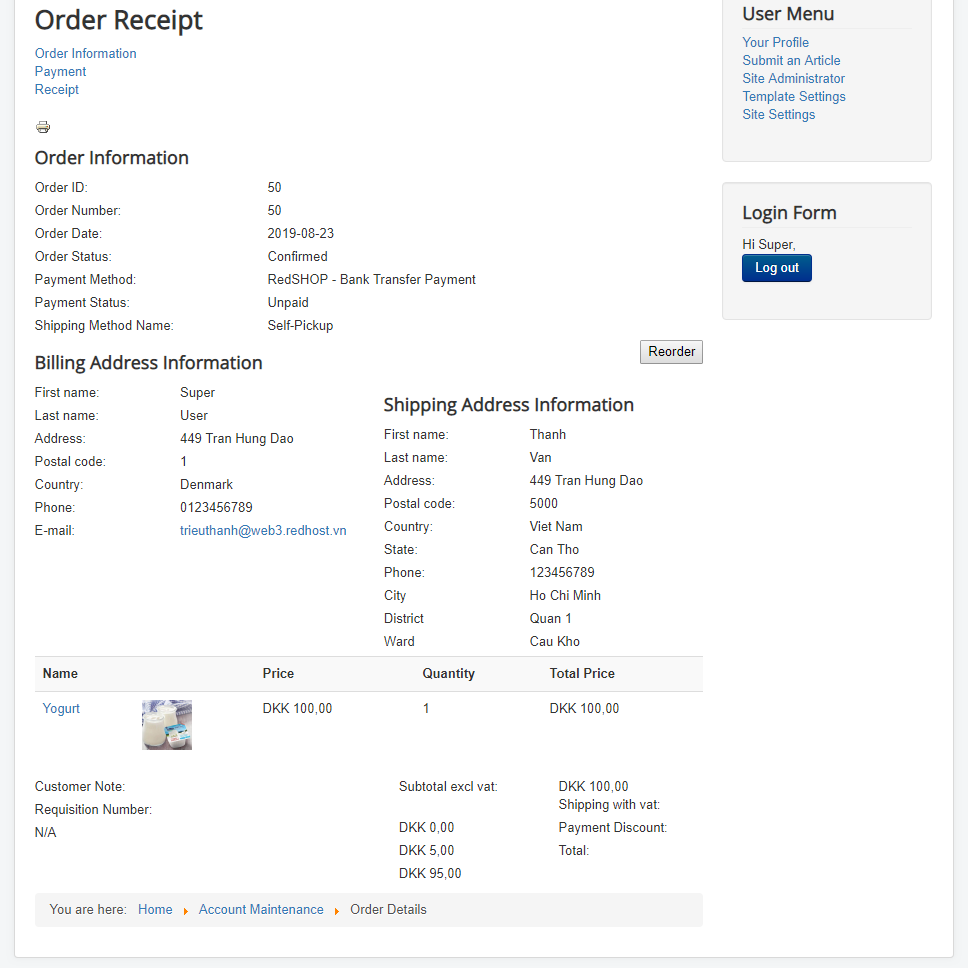 Order Receipt
Order Information
Payment
Receipt
Order Information
Order ID: 50
Order Number: 50
Order Date: 2019-08-23
Order Status: Confirmed
Payment Method: RedSHOP - Bank Transfer Payment
Payment Status: Unpaid
Shipping Method Name: Self-Pickup
Reorder
Billing Address Information
First name: Super
Last name: User
Address: 449 Tran Hung Dao
Postal code: 1
Country: Denmark
Phone: 0123456789
E-mail: trieuthanh@web3.redhost.vn
Shipping Address Information
First name: Thanh
Last name: Van
Address: 449 Tran Hung Dao
Postal code: 5000
Country: Viet Nam
State: Can Tho
Phone: 123456789
City Ho Chi Minh
District Quan 1
Ward Cau Kho
Name Price Quantity Total Price
Yogurt DKK 100,00 1 DKK 100,00
Customer Note:
Requisition Number:
N/A
Subtotal excl vat: DKK 100,00
Shipping with vat:
DKK 0,00 Payment Discount:
DKK 5,00 Total:
DKK 95,00
You are here: Home Account Maintenance Order Details
User Menu
Your Profile
Submit an Article
Site Administrator
Template Settings
Site Settings
Login Form
Hi Super,
Log out